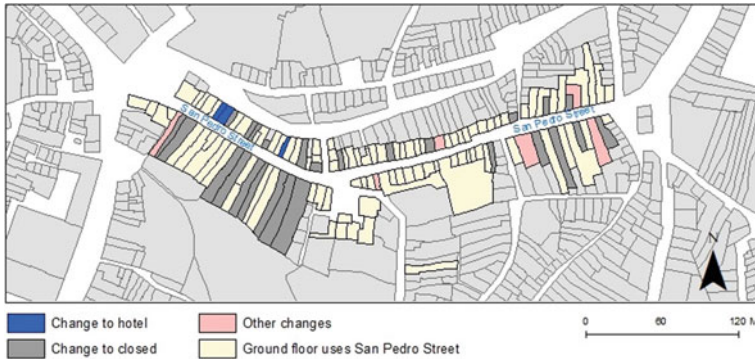 San Pedro Street
San Pedro Street
N
Change to hotel
Other changes
Change to closed
Ground floor uses San Pedro Street
0 60 120 M